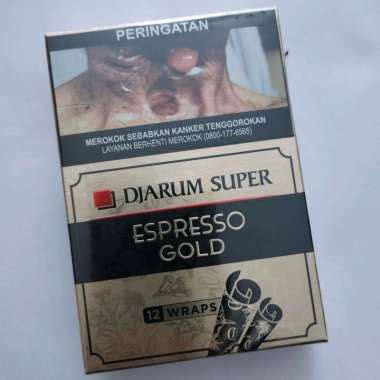 PERINGATAN
MEROKOK SEBABKAN KANKER TENGGOROKAN
LAYANAN BERHENTI MEROKOK (0800-177-6565)
DJARUM SUPER
ESPRESSO
GOLD
12 WRAPS